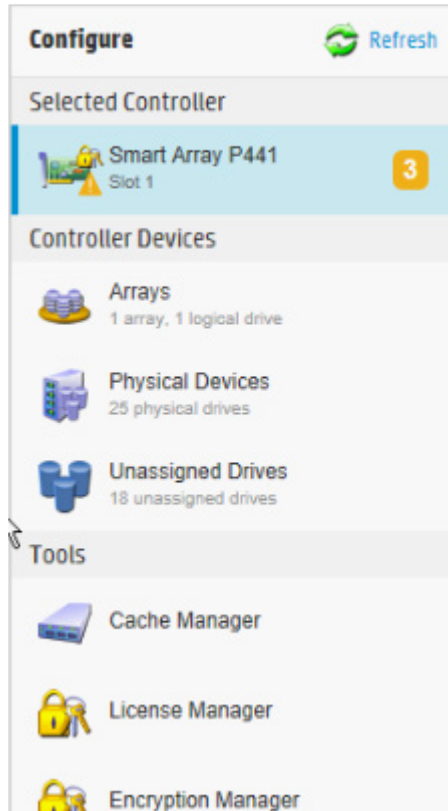 Configure
Refresh
Selected Controller
Smart Array P441
Slot 1
3
Controller Devices
Arrays
1 array, 1 logical drive
Physical Devices
25 physical drives
Unassigned Drives
18 unassigned drives
Tools
Cache Manager
License Manager
Encryption Manager